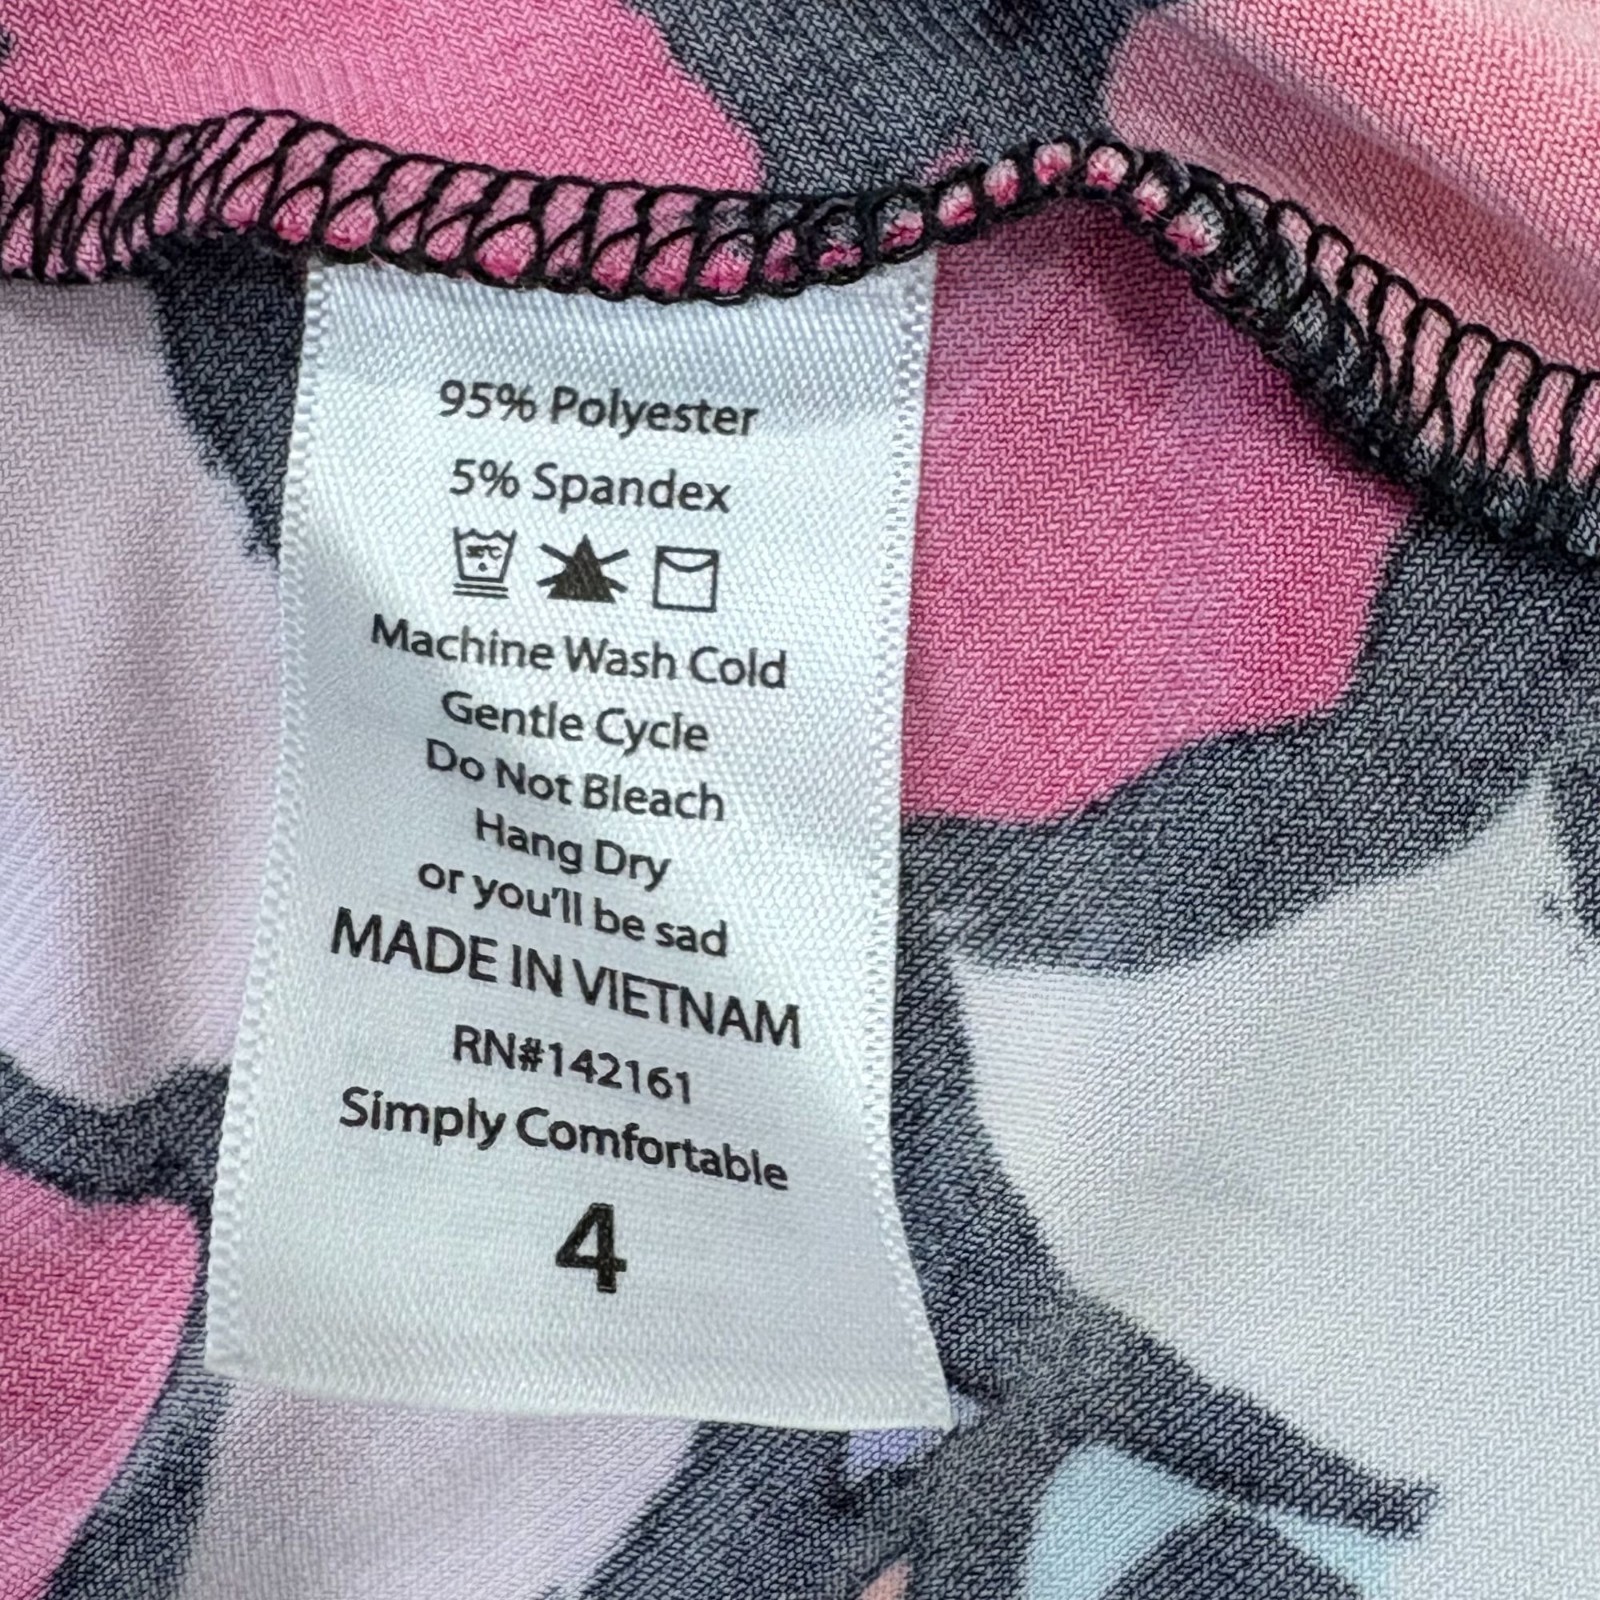 95% Polyester
5% Spandex
30°C
Machine Wash Cold
Gentle Cycle
Do Not Bleach
Hang Dry
or you'll be sad
MADE IN VIETNAM
RN#142161
Simply Comfortable
4